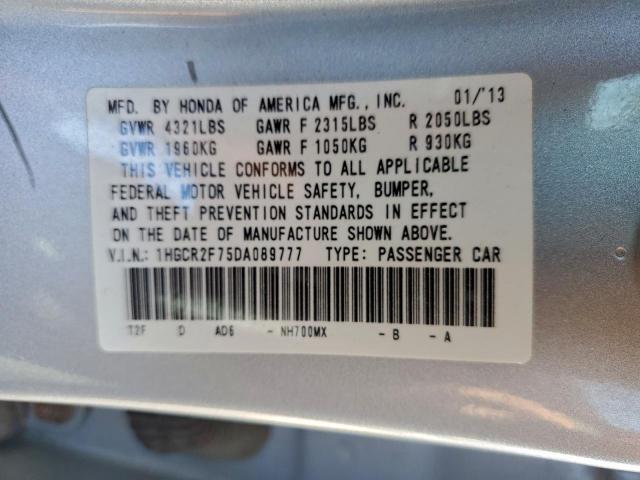 MFD. BY HONDA OF AMERICA MFG., INC. 01/'13
GVWR 4321LBS GAWR F 2315LBS R 2050LBS
GVWR 1960KG GAWR F 1050KG R 930KG
THIS VEHICLE CONFORMS TO ALL APPLICABLE
FEDERAL MOTOR VEHICLE SAFETY, BUMPER,
AND THEFT PREVENTION STANDARDS IN EFFECT
ON THE DATE OF MANUFACTURE SHOWN ABOVE.
V.I.N.: 1HGCR2F75DA089777 TYPE: PASSENGER CAR
T2F D AD6 - NH700MX - B - A